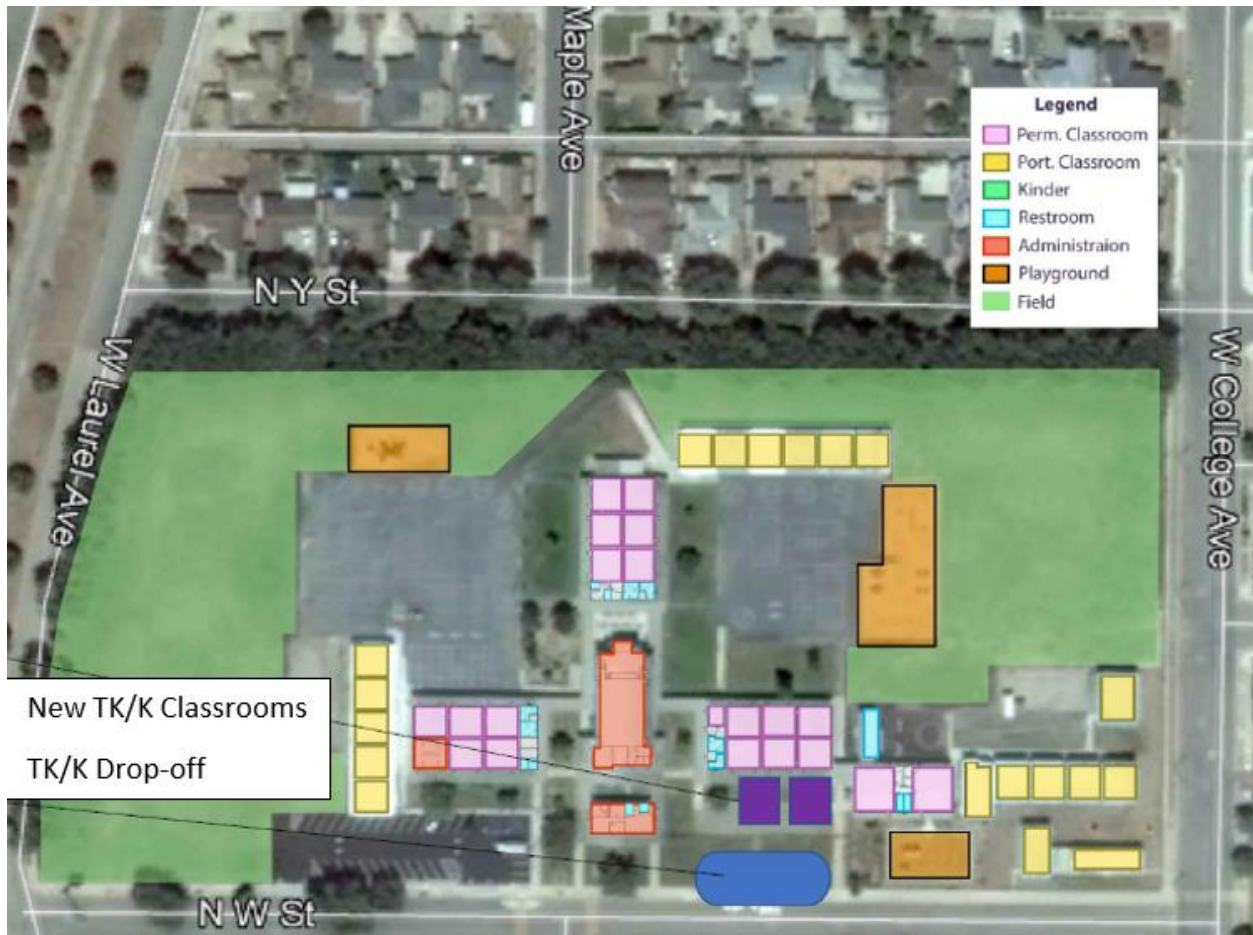 Maple Ave
Legend
Perm. Classroom
Port. Classroom
Kinder
Restroom
Administraion
Playground
Field
N Y St
W Laurel Ave
W College Ave
New TK/K Classrooms
TK/K Drop-off
N W St